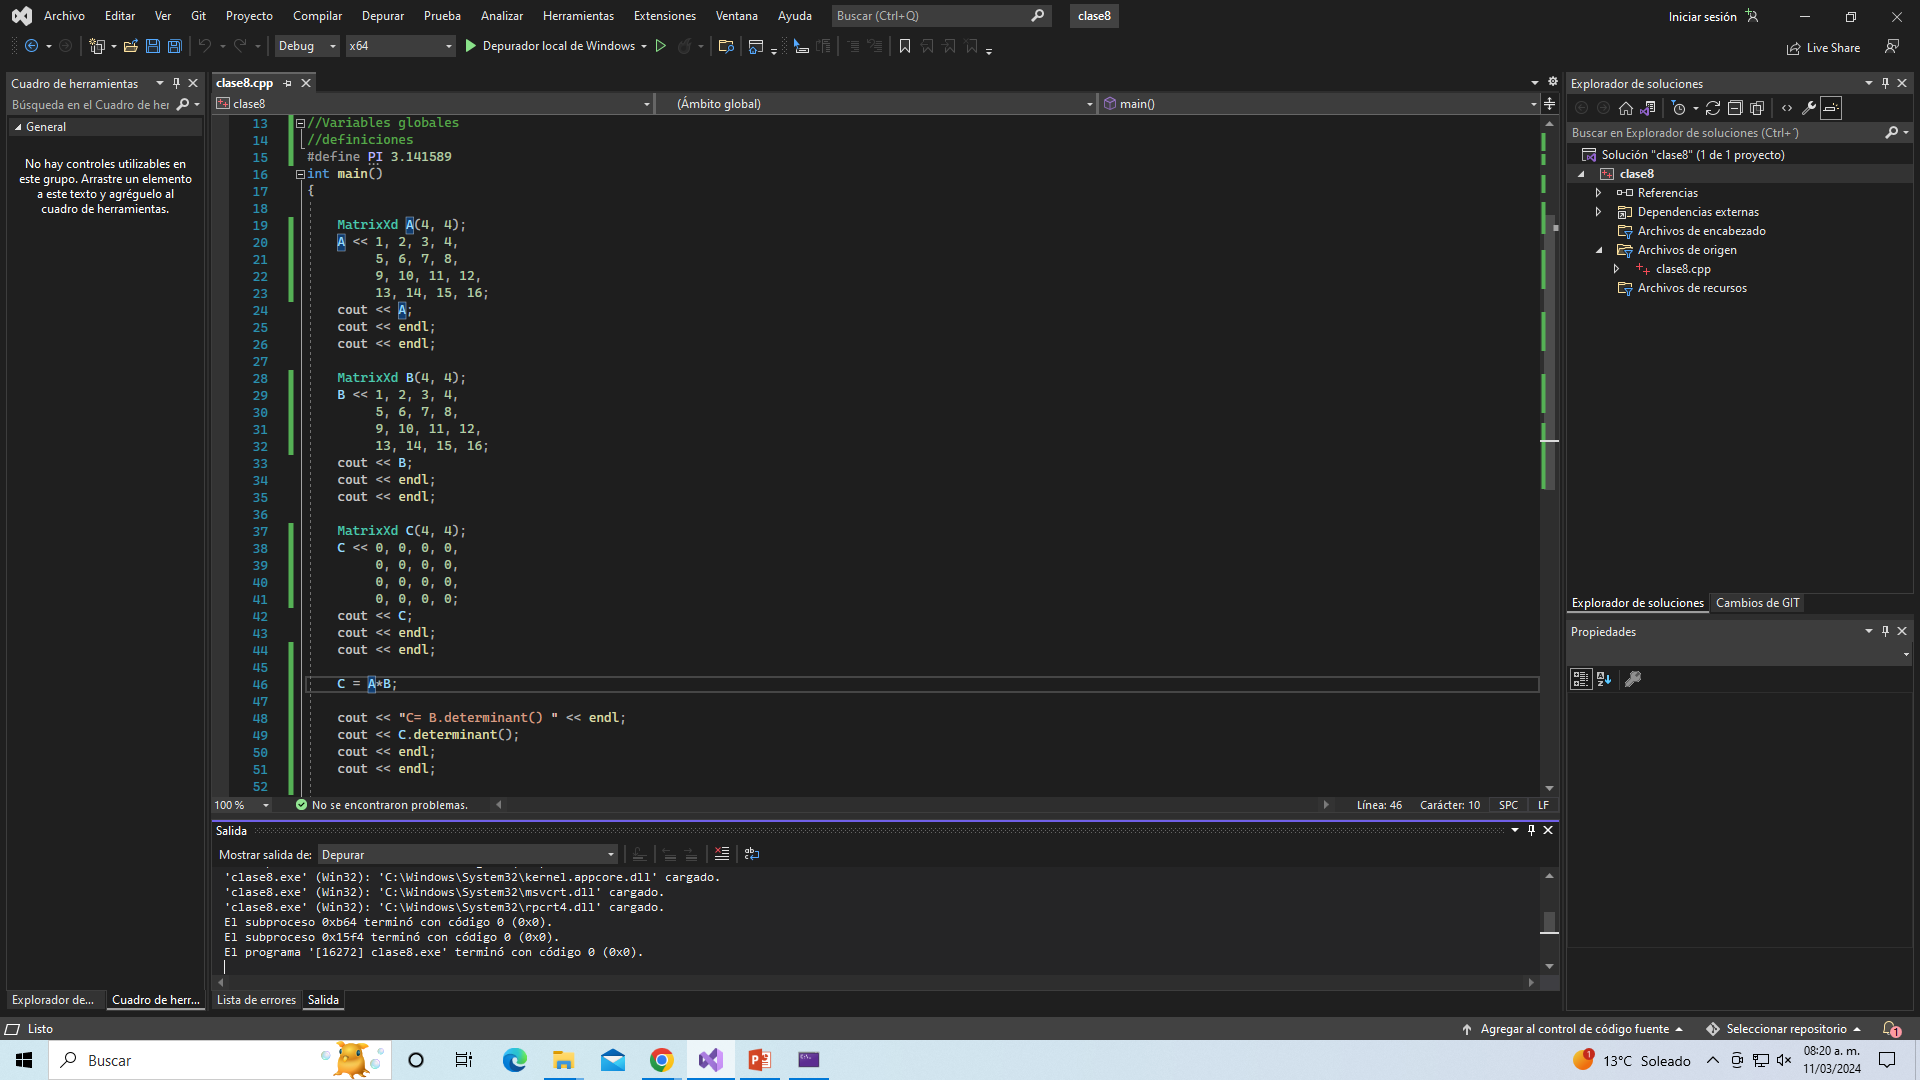 Archivo Editar Ver Git Proyecto Compilar Depurar Prueba Analizar Herramientas Extensiones Ventana Ayuda Buscar (Ctrl+Q) clase8 Iniciar sesión
Debug x64 Depurador local de Windows Live Share
Cuadro de herramientas
Búsqueda en el Cuadro de her
General
No hay controles utilizables en
este grupo. Arrastre un elemento
a este texto y agréguelo al
cuadro de herramientas.
Explorador de... Cuadro de herr...
clase8.cpp
clase8 (Ámbito global) main()
13 //Variables globales
14 //definiciones
15 #define PI 3.141589
16 int main()
17 {
18
19 MatrixXd A(4, 4);
20 A << 1, 2, 3, 4,
21 5, 6, 7, 8,
22 9, 10, 11, 12,
23 13, 14, 15, 16;
24 cout << A;
25 cout << endl;
26 cout << endl;
27
28 MatrixXd B(4, 4);
29 B << 1, 2, 3, 4,
30 5, 6, 7, 8,
31 9, 10, 11, 12,
32 13, 14, 15, 16;
33 cout << B;
34 cout << endl;
35 cout << endl;
36
37 MatrixXd C(4, 4);
38 C << 0, 0, 0, 0,
39 0, 0, 0, 0,
40 0, 0, 0, 0,
41 0, 0, 0, 0;
42 cout << C;
43 cout << endl;
44 cout << endl;
45
46 C = A*B;
47
48 cout << "C= B.determinant() " << endl;
49 cout << C.determinant();
50 cout << endl;
51 cout << endl;
52
100 % No se encontraron problemas. Línea: 46 Carácter: 10 SPC LF
Salida
Mostrar salida de: Depurar
'clase8.exe' (Win32): 'C:\Windows\System32\kernel.appcore.dll' cargado.
'clase8.exe' (Win32): 'C:\Windows\System32\msvcrt.dll' cargado.
'clase8.exe' (Win32): 'C:\Windows\System32\rpcrt4.dll' cargado.
El subproceso 0xb64 terminó con código 0 (0x0).
El subproceso 0x15f4 terminó con código 0 (0x0).
El programa '[16272] clase8.exe' terminó con código 0 (0x0).
Lista de errores Salida
Explorador de soluciones
Buscar en Explorador de soluciones (Ctrl+´)
Solución "clase8" (1 de 1 proyecto)
clase8
Referencias
Dependencias externas
Archivos de encabezado
Archivos de origen
clase8.cpp
Archivos de recursos
Explorador de soluciones Cambios de GIT
Propiedades
Listo Agregar al control de código fuente Seleccionar repositorio 1
Buscar 1 13°C Soleado 08:20 a. m.
11/03/2024